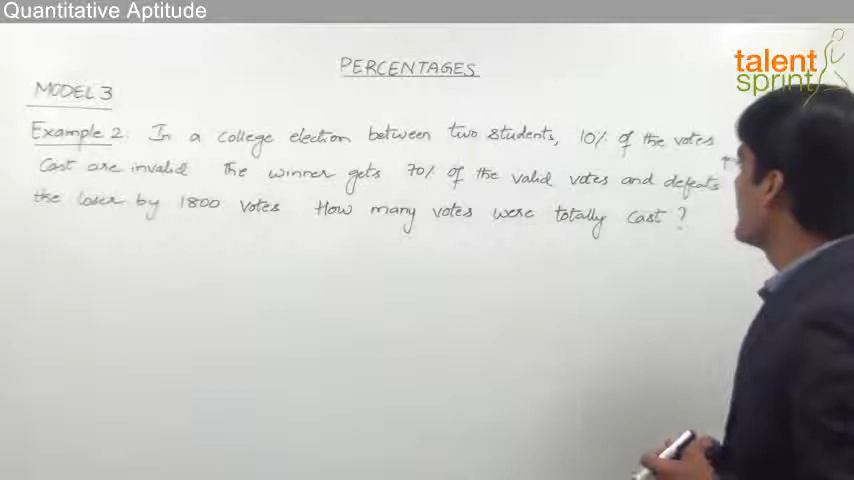 Quantitative Aptitude
talent
sprint
PERCENTAGES
MODEL 3
Example 2. In a college election between two students, 10% of the votes
cast are invalid The winner gets 70% of the valid votes and defeats
the loser by 1800 votes How many votes were totally cast ?